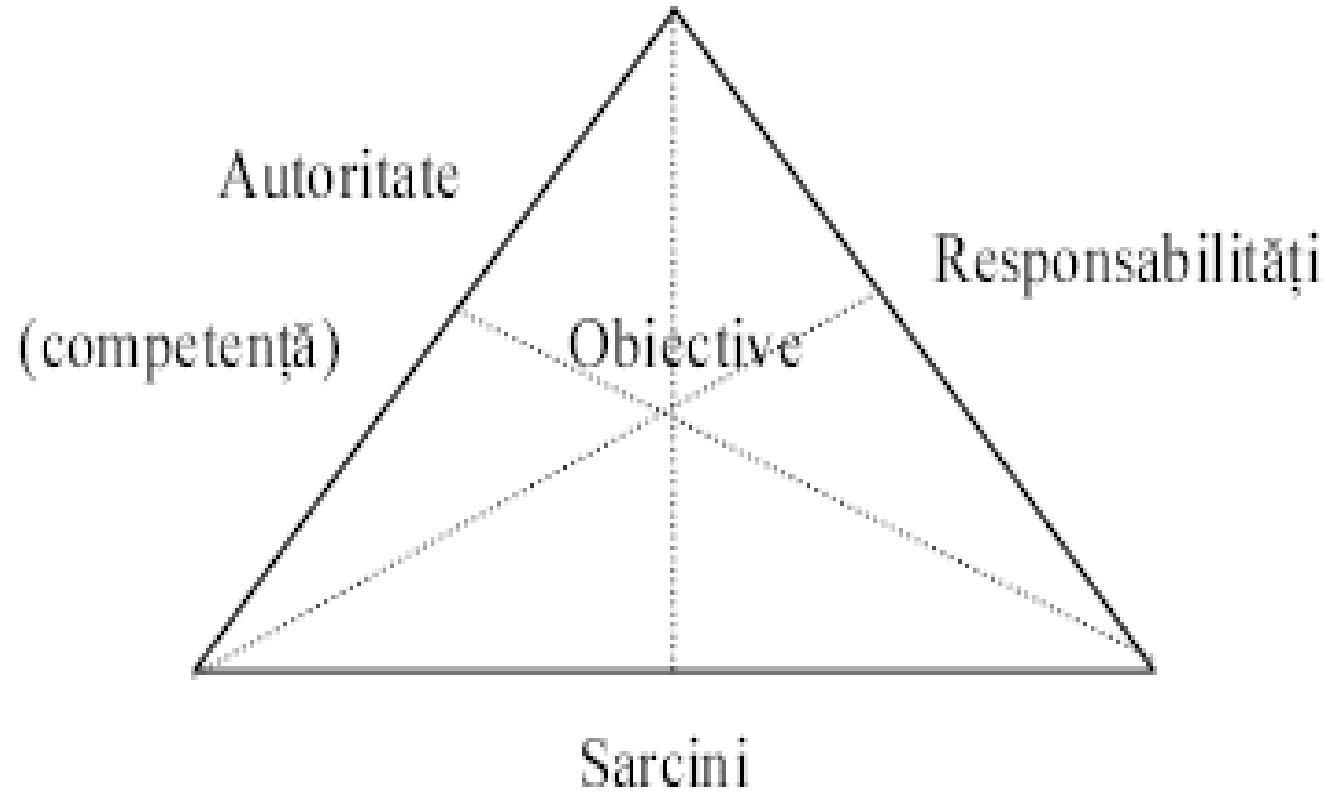 Autoritate
Responsabilități
(competență)
Obiective
Sarcini